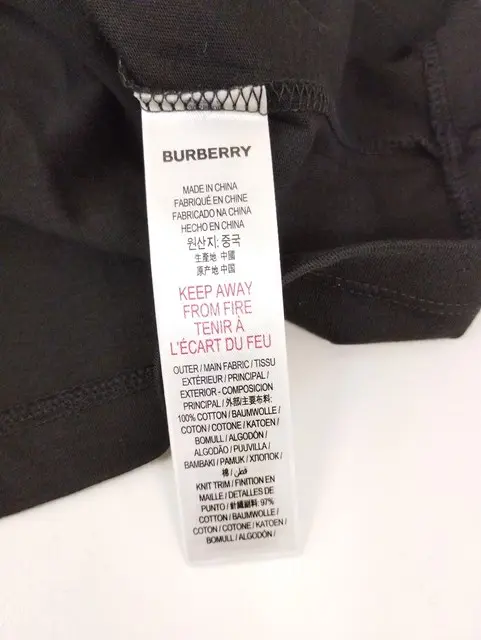 BURBERRY
MADE IN CHINA
FABRIQUÉ EN CHINE
FABRICADO NA CHINA
HECHO EN CHINA
원산지: 중국
生產地 中國
原产地 中国
KEEP AWAY
FROM FIRE
TENIR À
L'ÉCART DU FEU
OUTER / MAIN FABRIC / TISSU
EXTÉRIEUR / PRINCIPAL /
EXTERIOR - COMPOSICIÓN
PRINCIPAL / 外部/主要布料:
100% COTTON / BAUMWOLLE /
COTON / COTONE / KATOEN /
BOMULL / ALGODÓN /
ALGODÃO / PUUVILLA /
BAMBAKI / PAMUK / ХЛОПОК /
棉 / قطن /
KNIT TRIM / FINITION EN
MAILLE / DETALLES DE
PUNTO / 針織輔料: 97%
COTTON / BAUMWOLLE /
COTON / COTONE / KATOEN /
BOMULL / ALGODÓN /